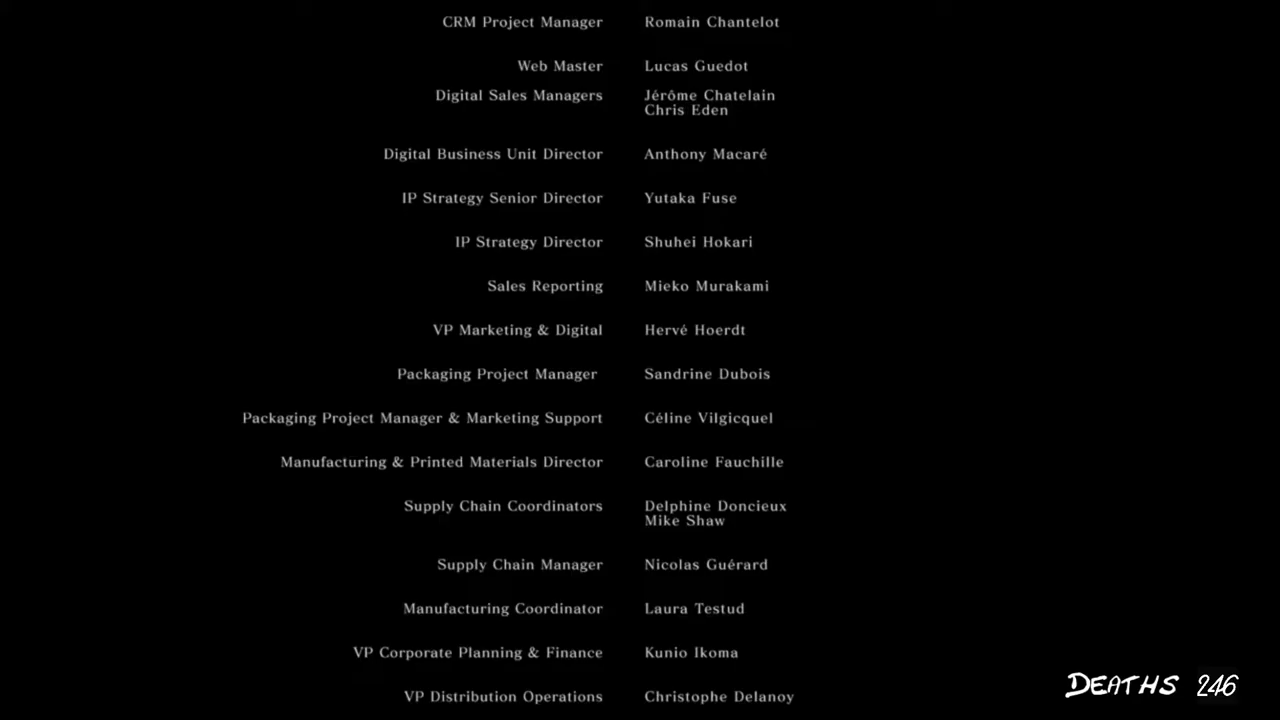 CRM Project Manager Romain Chantelot
Web Master Lucas Guedot
Digital Sales Managers Jérôme Chatelain
Chris Eden
Digital Business Unit Director Anthony Macaré
IP Strategy Senior Director Yutaka Fuse
IP Strategy Director Shuhei Hokari
Sales Reporting Mieko Murakami
VP Marketing & Digital Hervé Hoerdt
Packaging Project Manager Sandrine Dubois
Packaging Project Manager & Marketing Support Céline Vilgicquel
Manufacturing & Printed Materials Director Caroline Fauchille
Supply Chain Coordinators Delphine Doncieux
Mike Shaw
Supply Chain Manager Nicolas Guérard
Manufacturing Coordinator Laura Testud
VP Corporate Planning & Finance Kunio Ikoma
VP Distribution Operations Christophe Delanoy
DEATHS 246